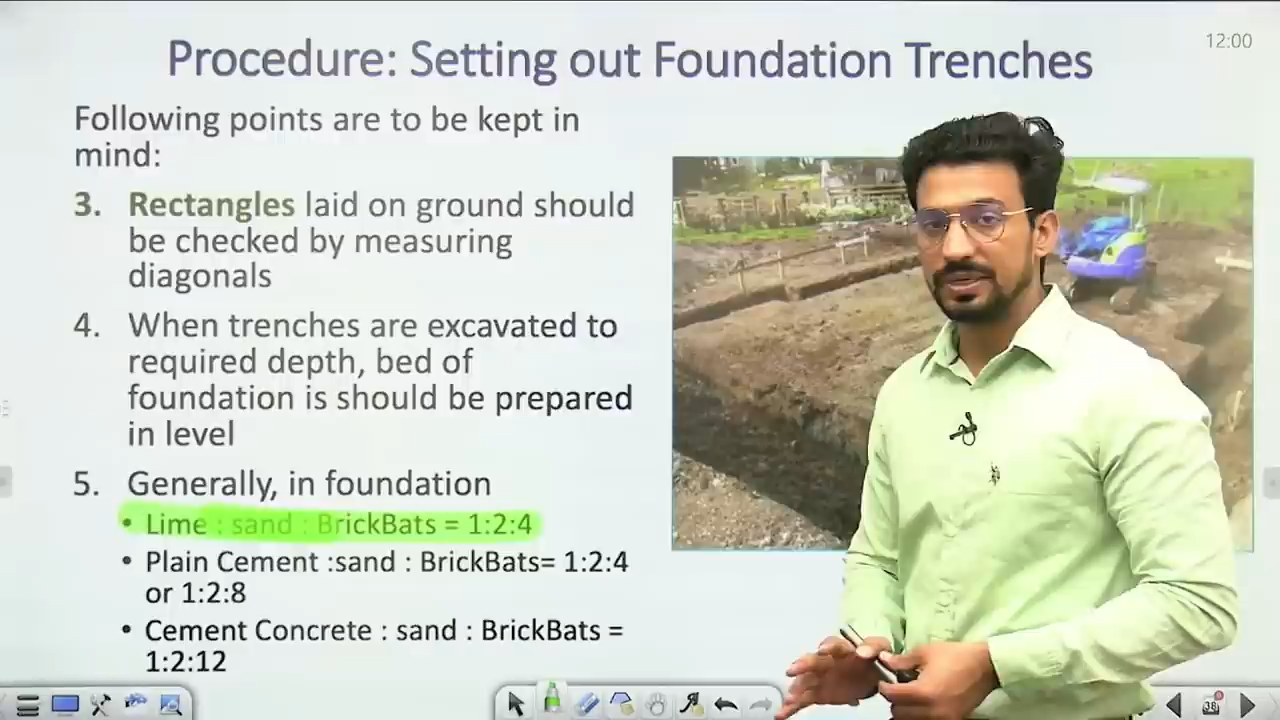 12:00
Procedure: Setting out Foundation Trenches
Following points are to be kept in
mind:
3. Rectangles laid on ground should
be checked by measuring
diagonals
4. When trenches are excavated to
required depth, bed of
foundation is should be prepared
in level
5. Generally, in foundation
• Lime : sand : BrickBats = 1:2:4
• Plain Cement :sand : BrickBats= 1:2:4
or 1:2:8
• Cement Concrete : sand : BrickBats =
1:2:12
38